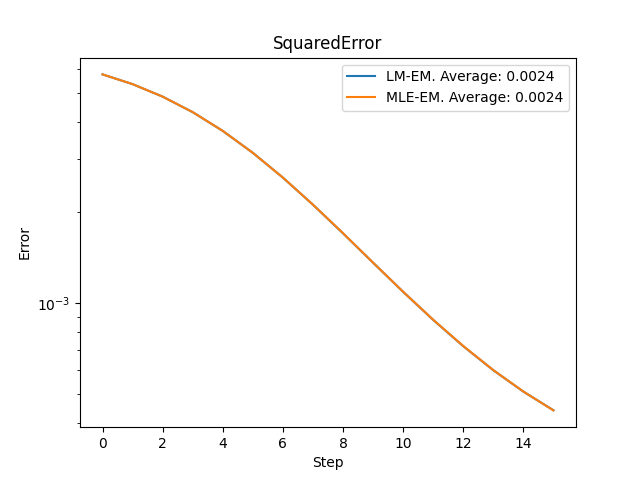 SquaredError
LM-EM. Average: 0.0024
MLE-EM. Average: 0.0024
Error
10⁻³
0 2 4 6 8 10 12 14
Step